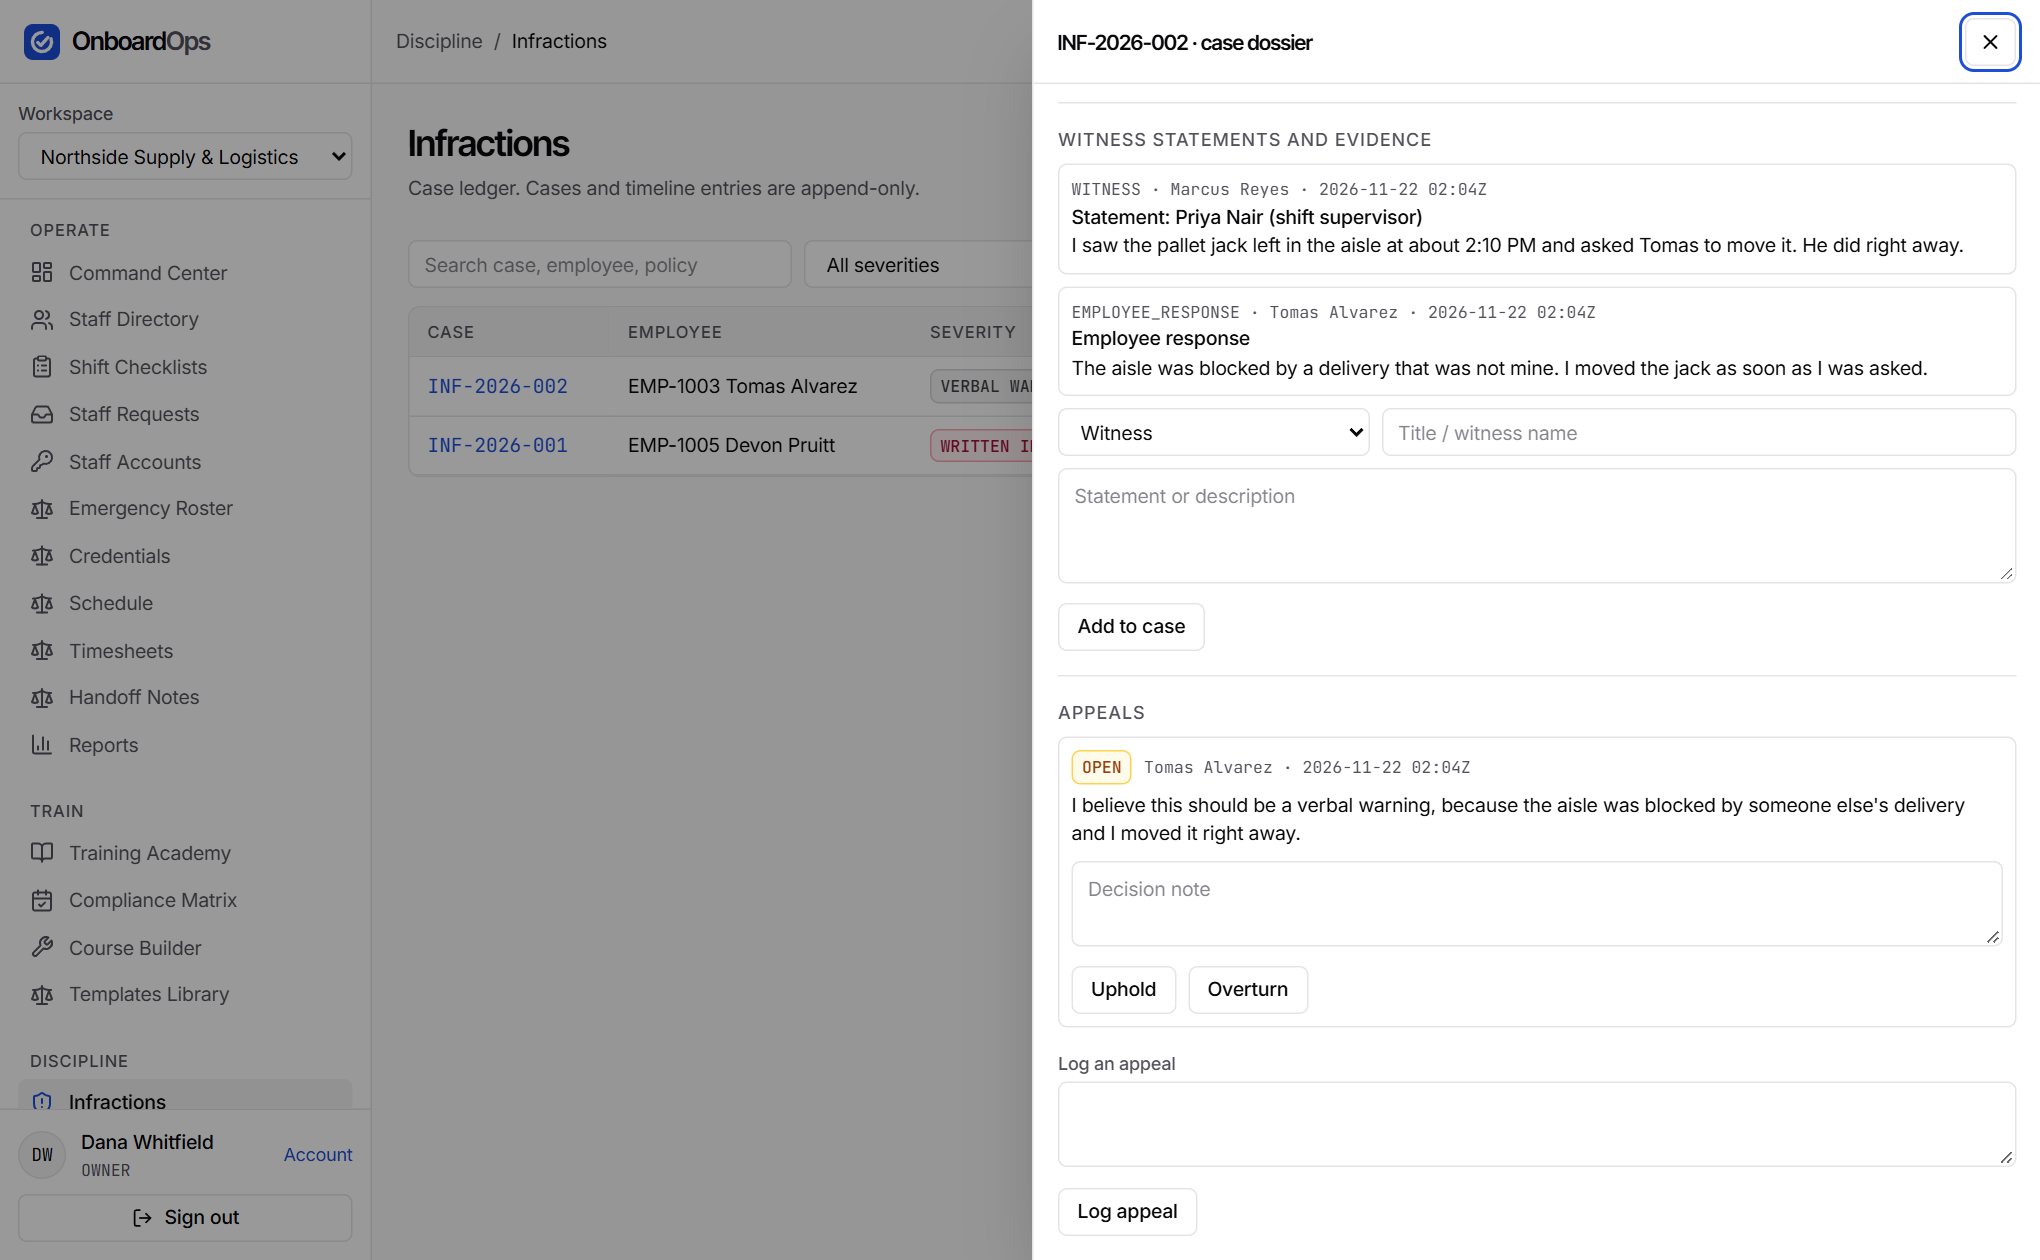 OnboardOps
Workspace
Northside Supply & Logistics
OPERATE
Command Center
Staff Directory
Shift Checklists
Staff Requests
Staff Accounts
Emergency Roster
Credentials
Schedule
Timesheets
Handoff Notes
Reports
TRAIN
Training Academy
Compliance Matrix
Course Builder
Templates Library
DISCIPLINE
Infractions
DW
Dana Whitfield
OWNER
Account
Sign out
Discipline / Infractions
Infractions
Case ledger. Cases and timeline entries are append-only.
Search case, employee, policy
All severities
CASE EMPLOYEE SEVERITY
INF-2026-002 EMP-1003 Tomas Alvarez VERBAL
INF-2026-001 EMP-1005 Devon Pruitt WRITTEN
INF-2026-002 · case dossier
WITNESS STATEMENTS AND EVIDENCE
WITNESS · Marcus Reyes · 2026-11-22 02:04Z
Statement: Priya Nair (shift supervisor)
I saw the pallet jack left in the aisle at about 2:10 PM and asked Tomas to move it. He did right away.
EMPLOYEE_RESPONSE · Tomas Alvarez · 2026-11-22 02:04Z
Employee response
The aisle was blocked by a delivery that was not mine. I moved the jack as soon as I was asked.
Witness
Title / witness name
Statement or description
Add to case
APPEALS
OPEN Tomas Alvarez · 2026-11-22 02:04Z
I believe this should be a verbal warning, because the aisle was blocked by someone else's delivery
and I moved it right away.
Decision note
Uphold
Overturn
Log an appeal
Log appeal